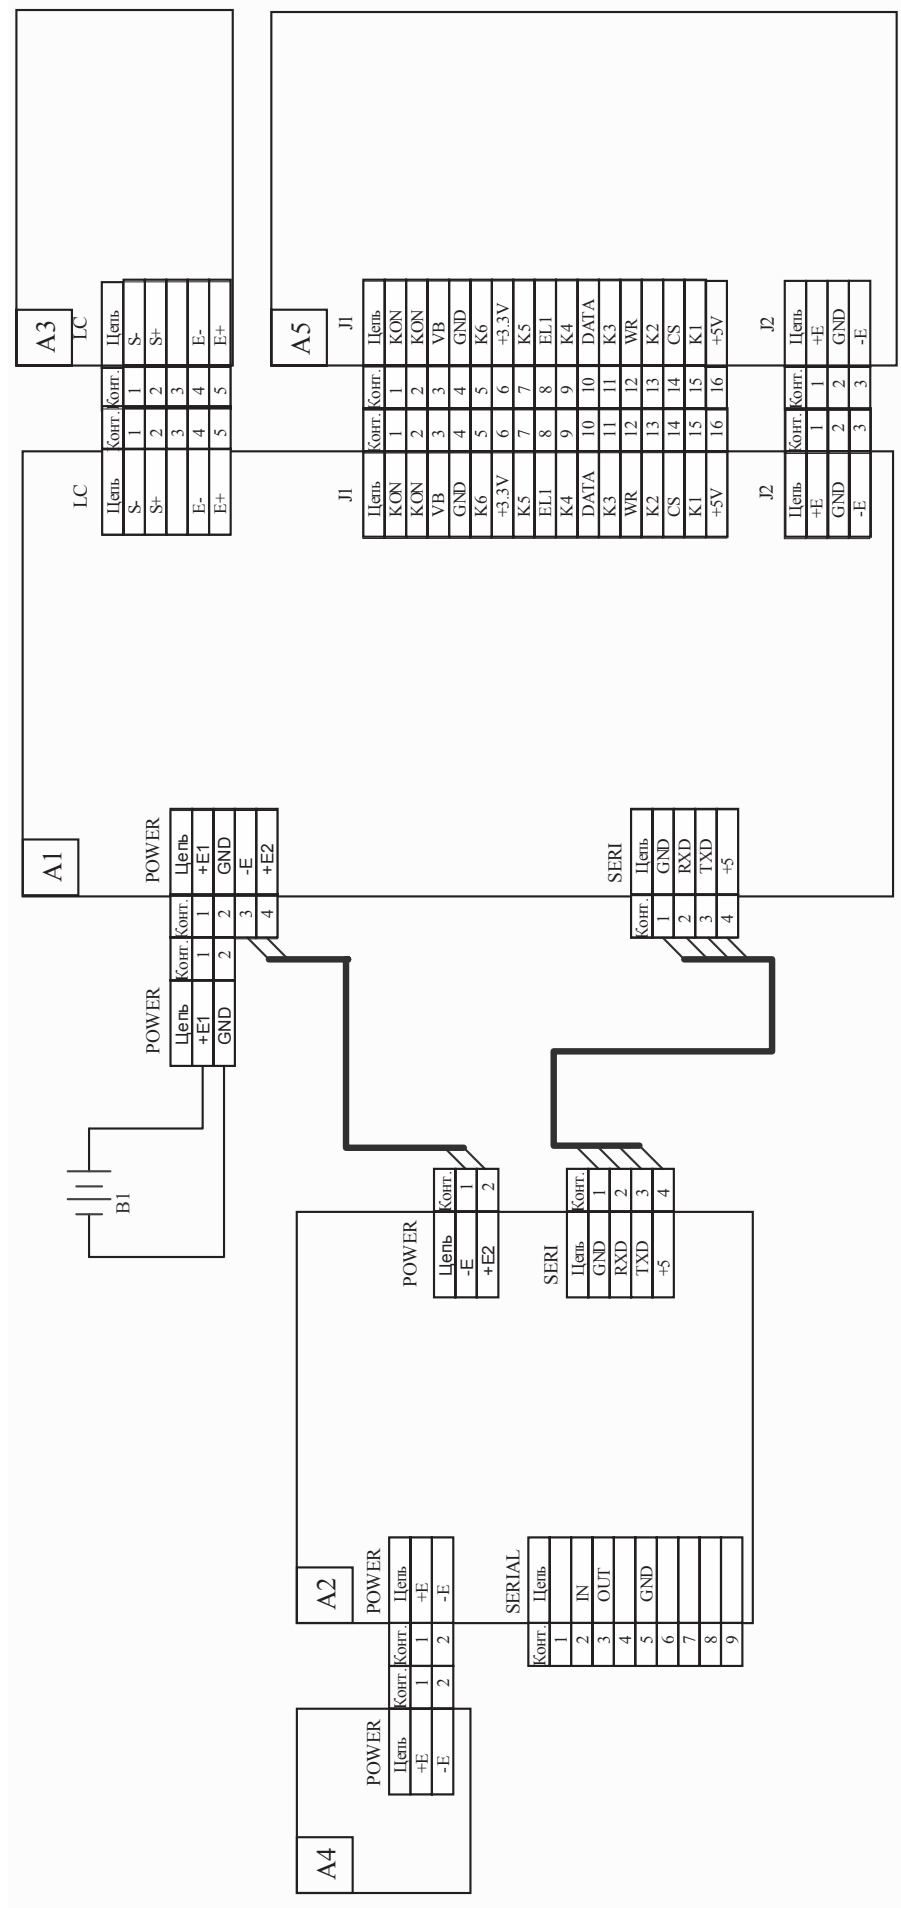 A4
POWER POWER
Цепь Конт. Конт. Цепь
+E 1 1 +E
-E 2 2 -E
A2
SERIAL
Конт. Цепь
1
2 IN
3 OUT
4
5 GND
6
7
8
9
POWER
Цепь Конт.
-E 1
+E2 2
SERI
Цепь Конт.
GND 1
RXD 2
TXD 3
+5 4
B1
POWER POWER
Цепь Конт. Конт. Цепь
+E1 1 1 +E1
GND 2 2 GND
3 -E
4 +E2
A1
SERI
Конт. Цепь
1 GND
2 RXD
3 TXD
4 +5
LC LC
Цепь Конт. Конт. Цепь
S- 1 1 S-
S+ 2 2 S+
3 3
E- 4 4 E-
E+ 5 5 E+
A3
J1 J1
Цепь Конт. Конт. Цепь
KON 1 1 KON
KON 2 2 KON
VB 3 3 VB
GND 4 4 GND
K6 5 5 K6
+3.3V 6 6 +3.3V
K5 7 7 K5
EL1 8 8 EL1
K4 9 9 K4
DATA 10 10 DATA
K3 11 11 K3
WR 12 12 WR
K2 13 13 K2
CS 14 14 CS
K1 15 15 K1
+5V 16 16 +5V
A5
J2 J2
Цепь Конт. Конт. Цепь
+E 1 1 +E
GND 2 2 GND
-E 3 3 -E